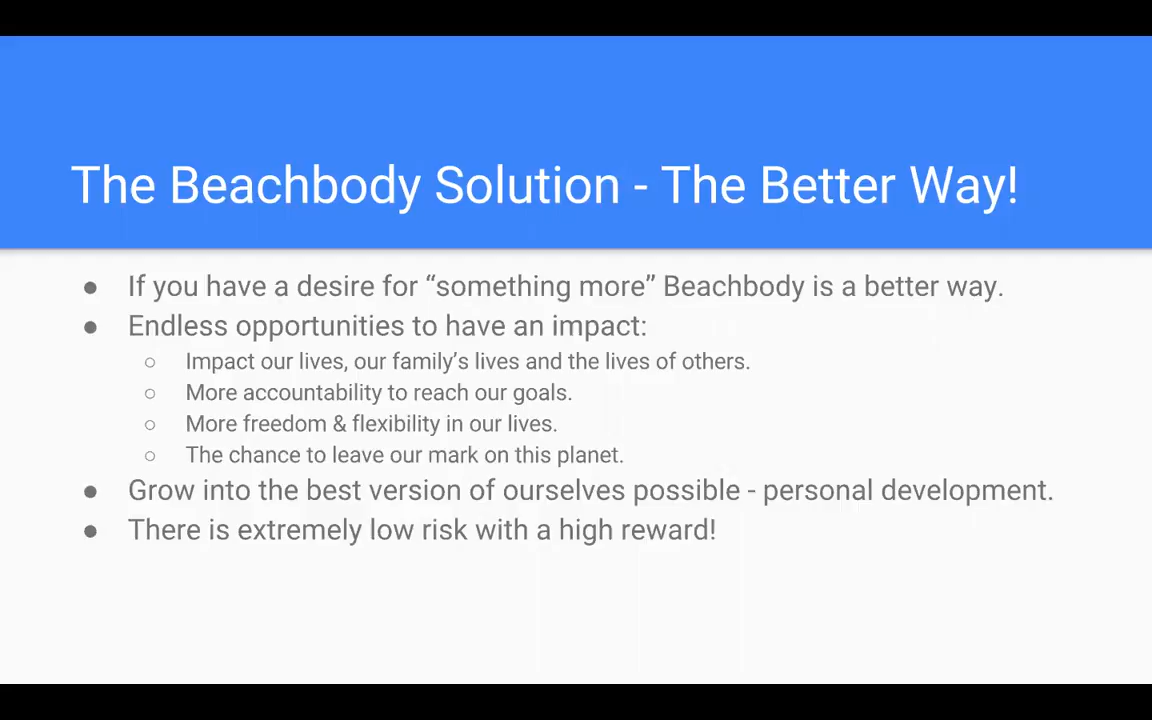 The Beachbody Solution - The Better Way!
● If you have a desire for “something more” Beachbody is a better way.
● Endless opportunities to have an impact:
○ Impact our lives, our family’s lives and the lives of others.
○ More accountability to reach our goals.
○ More freedom & flexibility in our lives.
○ The chance to leave our mark on this planet.
● Grow into the best version of ourselves possible - personal development.
● There is extremely low risk with a high reward!